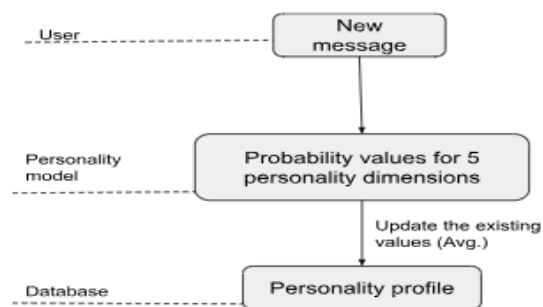 User
New
message
Personality
model
Probability values for 5
personality dimensions
Update the existing
values (Avg.)
Database
Personality profile